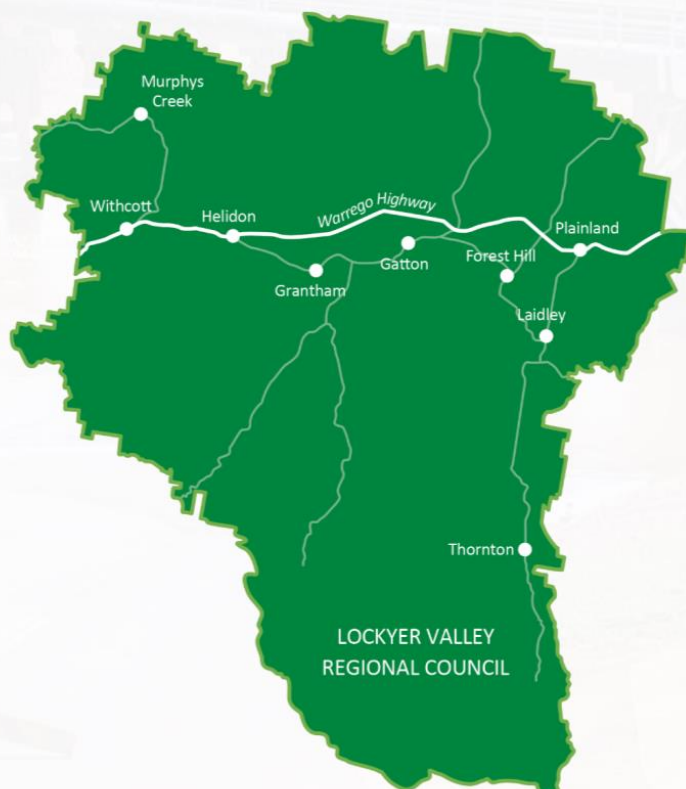 Murphys
Creek
Withcott
Helidon
Warrego Highway
Plainland
Gatton
Forest Hill
Grantham
Laidley
Thornton
LOCKYER VALLEY
REGIONAL COUNCIL